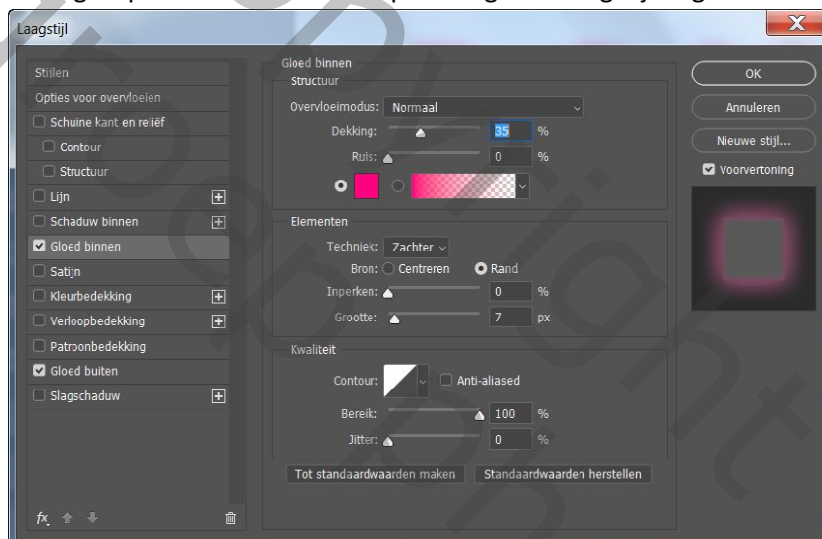 Laagstijl
Stijlen
Opties voor overvloeien
Schuine kant en reliëf
Contour
Structuur
Lijn
Schaduw binnen
Gloed binnen
Satijn
Kleurbedekking
Verloopbedekking
Patroonbedekking
Gloed buiten
Slagschaduw
fx
Gloed binnen
Structuur
Overvloeimodus: Normaal
Dekking: 35 %
Ruis: 0 %
Elementen
Techniek: Zachter
Bron: Centreren Rand
Inperken: 0 %
Grootte: 7 px
Kwaliteit
Contour: Anti-aliased
Bereik: 100 %
Jitter: 0 %
Tot standaardwaarden maken Standaardwaarden herstellen
OK
Annuleren
Nieuwe stijl...
Voorvertoning